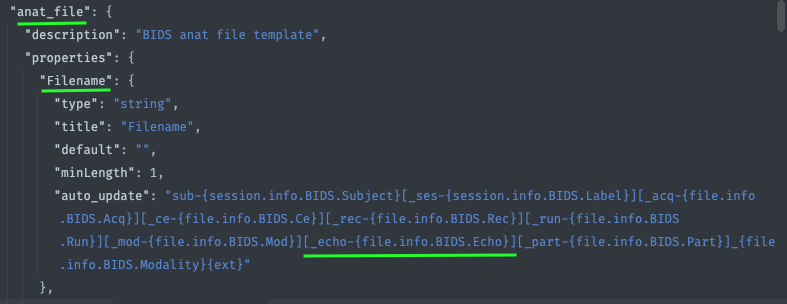 "anat_file": {
"description": "BIDS anat file template",
"properties": {
"Filename": {
"type": "string",
"title": "Filename",
"default": "",
"minLength": 1,
"auto_update": "sub-{session.info.BIDS.Subject}[_ses-{session.info.BIDS.Label}][_acq-{file.info
.BIDS.Acq}][_ce-{file.info.BIDS.Ce}][_rec-{file.info.BIDS.Rec}][_run-{file.info.BIDS
.Run}][_mod-{file.info.BIDS.Mod}][_echo-{file.info.BIDS.Echo}][_part-{file.info.BIDS.Part}]_{file
.info.BIDS.Modality}{ext}"
},